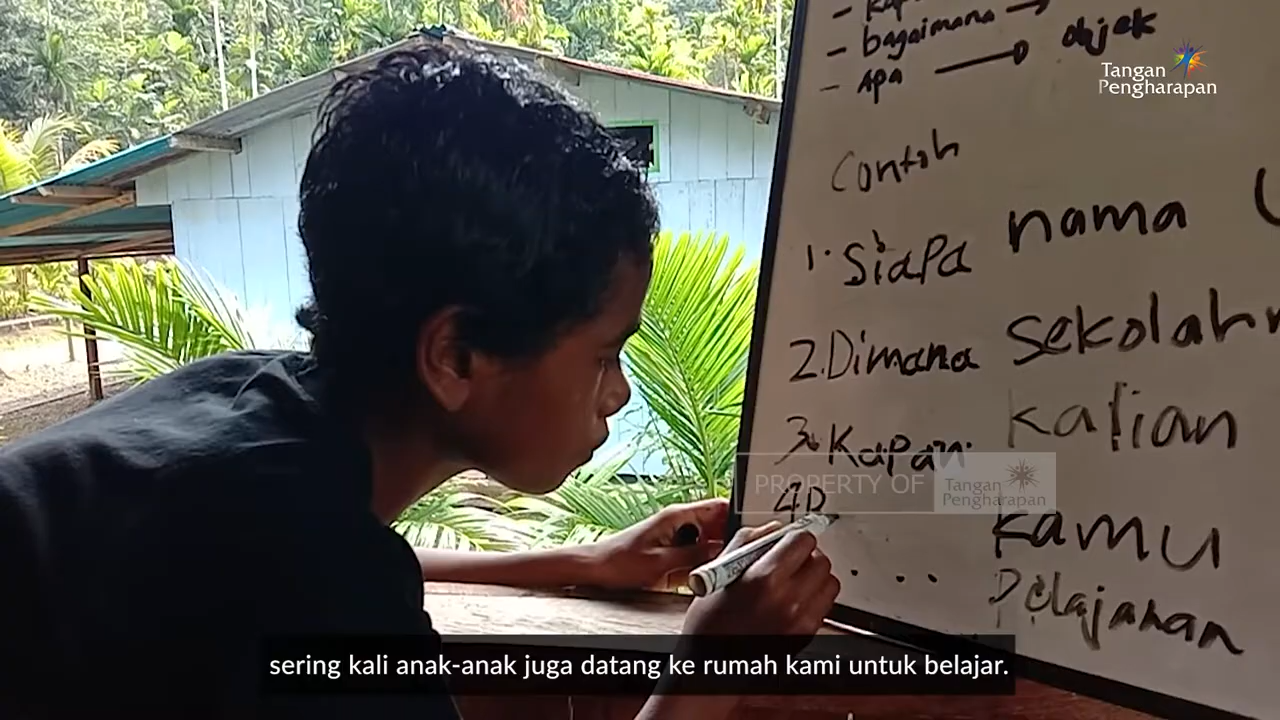 - bagaimana → objek
- Apa
Tangan
Pengharapan
Contoh
1. Siapa nama
2. Dimana sekolah
3. Kapan kalian
PROPERTY OF Tangan Pengharapan
4 kamu
Pelajaran
sering kali anak-anak juga datang ke rumah kami untuk belajar.